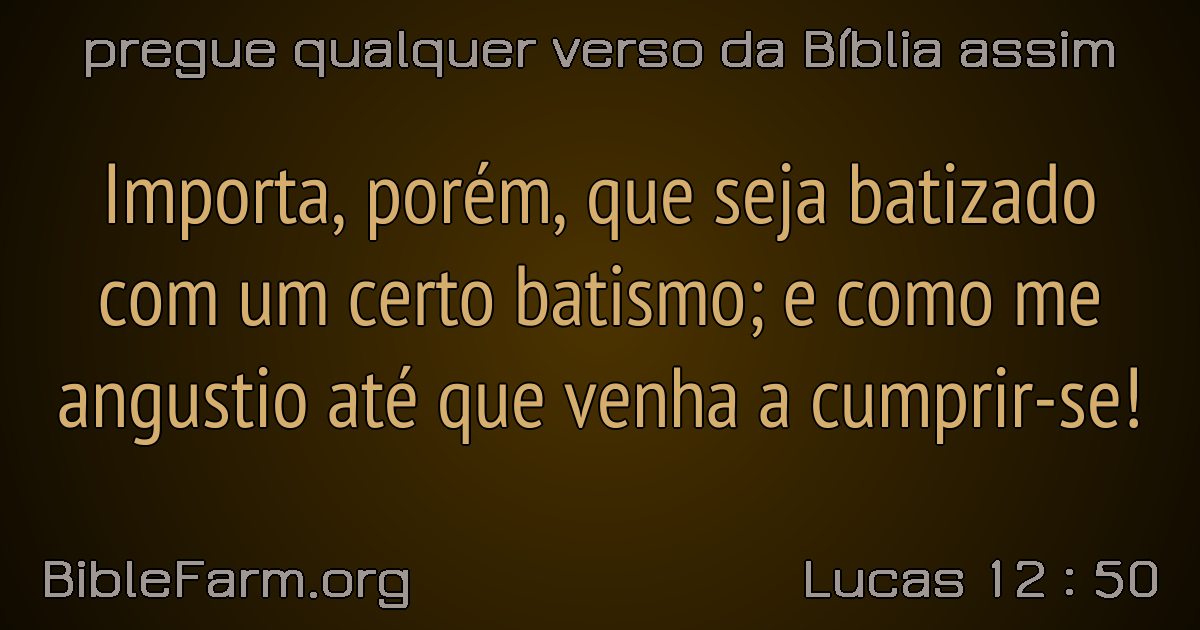 pregue qualquer verso da Bíblia assim
Importa, porém, que seja batizado
com um certo batismo; e como me
angustio até que venha a cumprir-se!
BibleFarm.org
Lucas 12 : 50